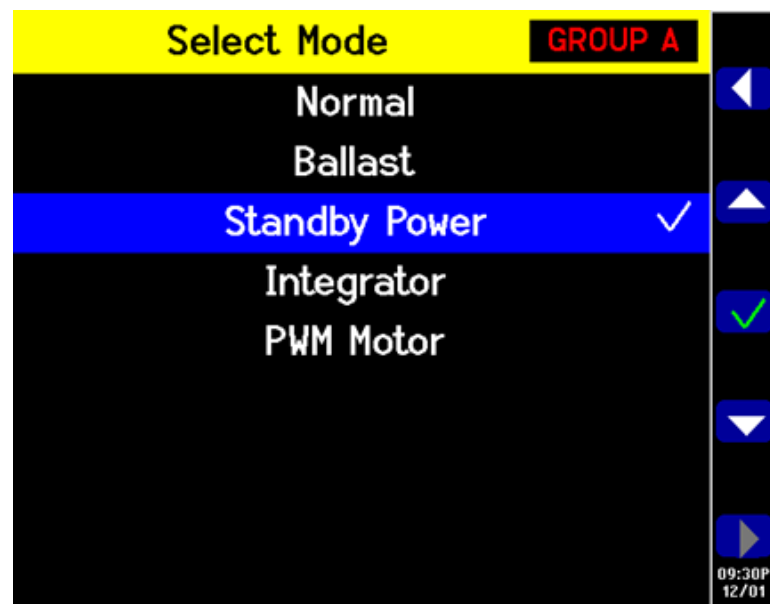 Select Mode GROUP A
Normal
Ballast
Standby Power
Integrator
PWM Motor
09:30P
12/01